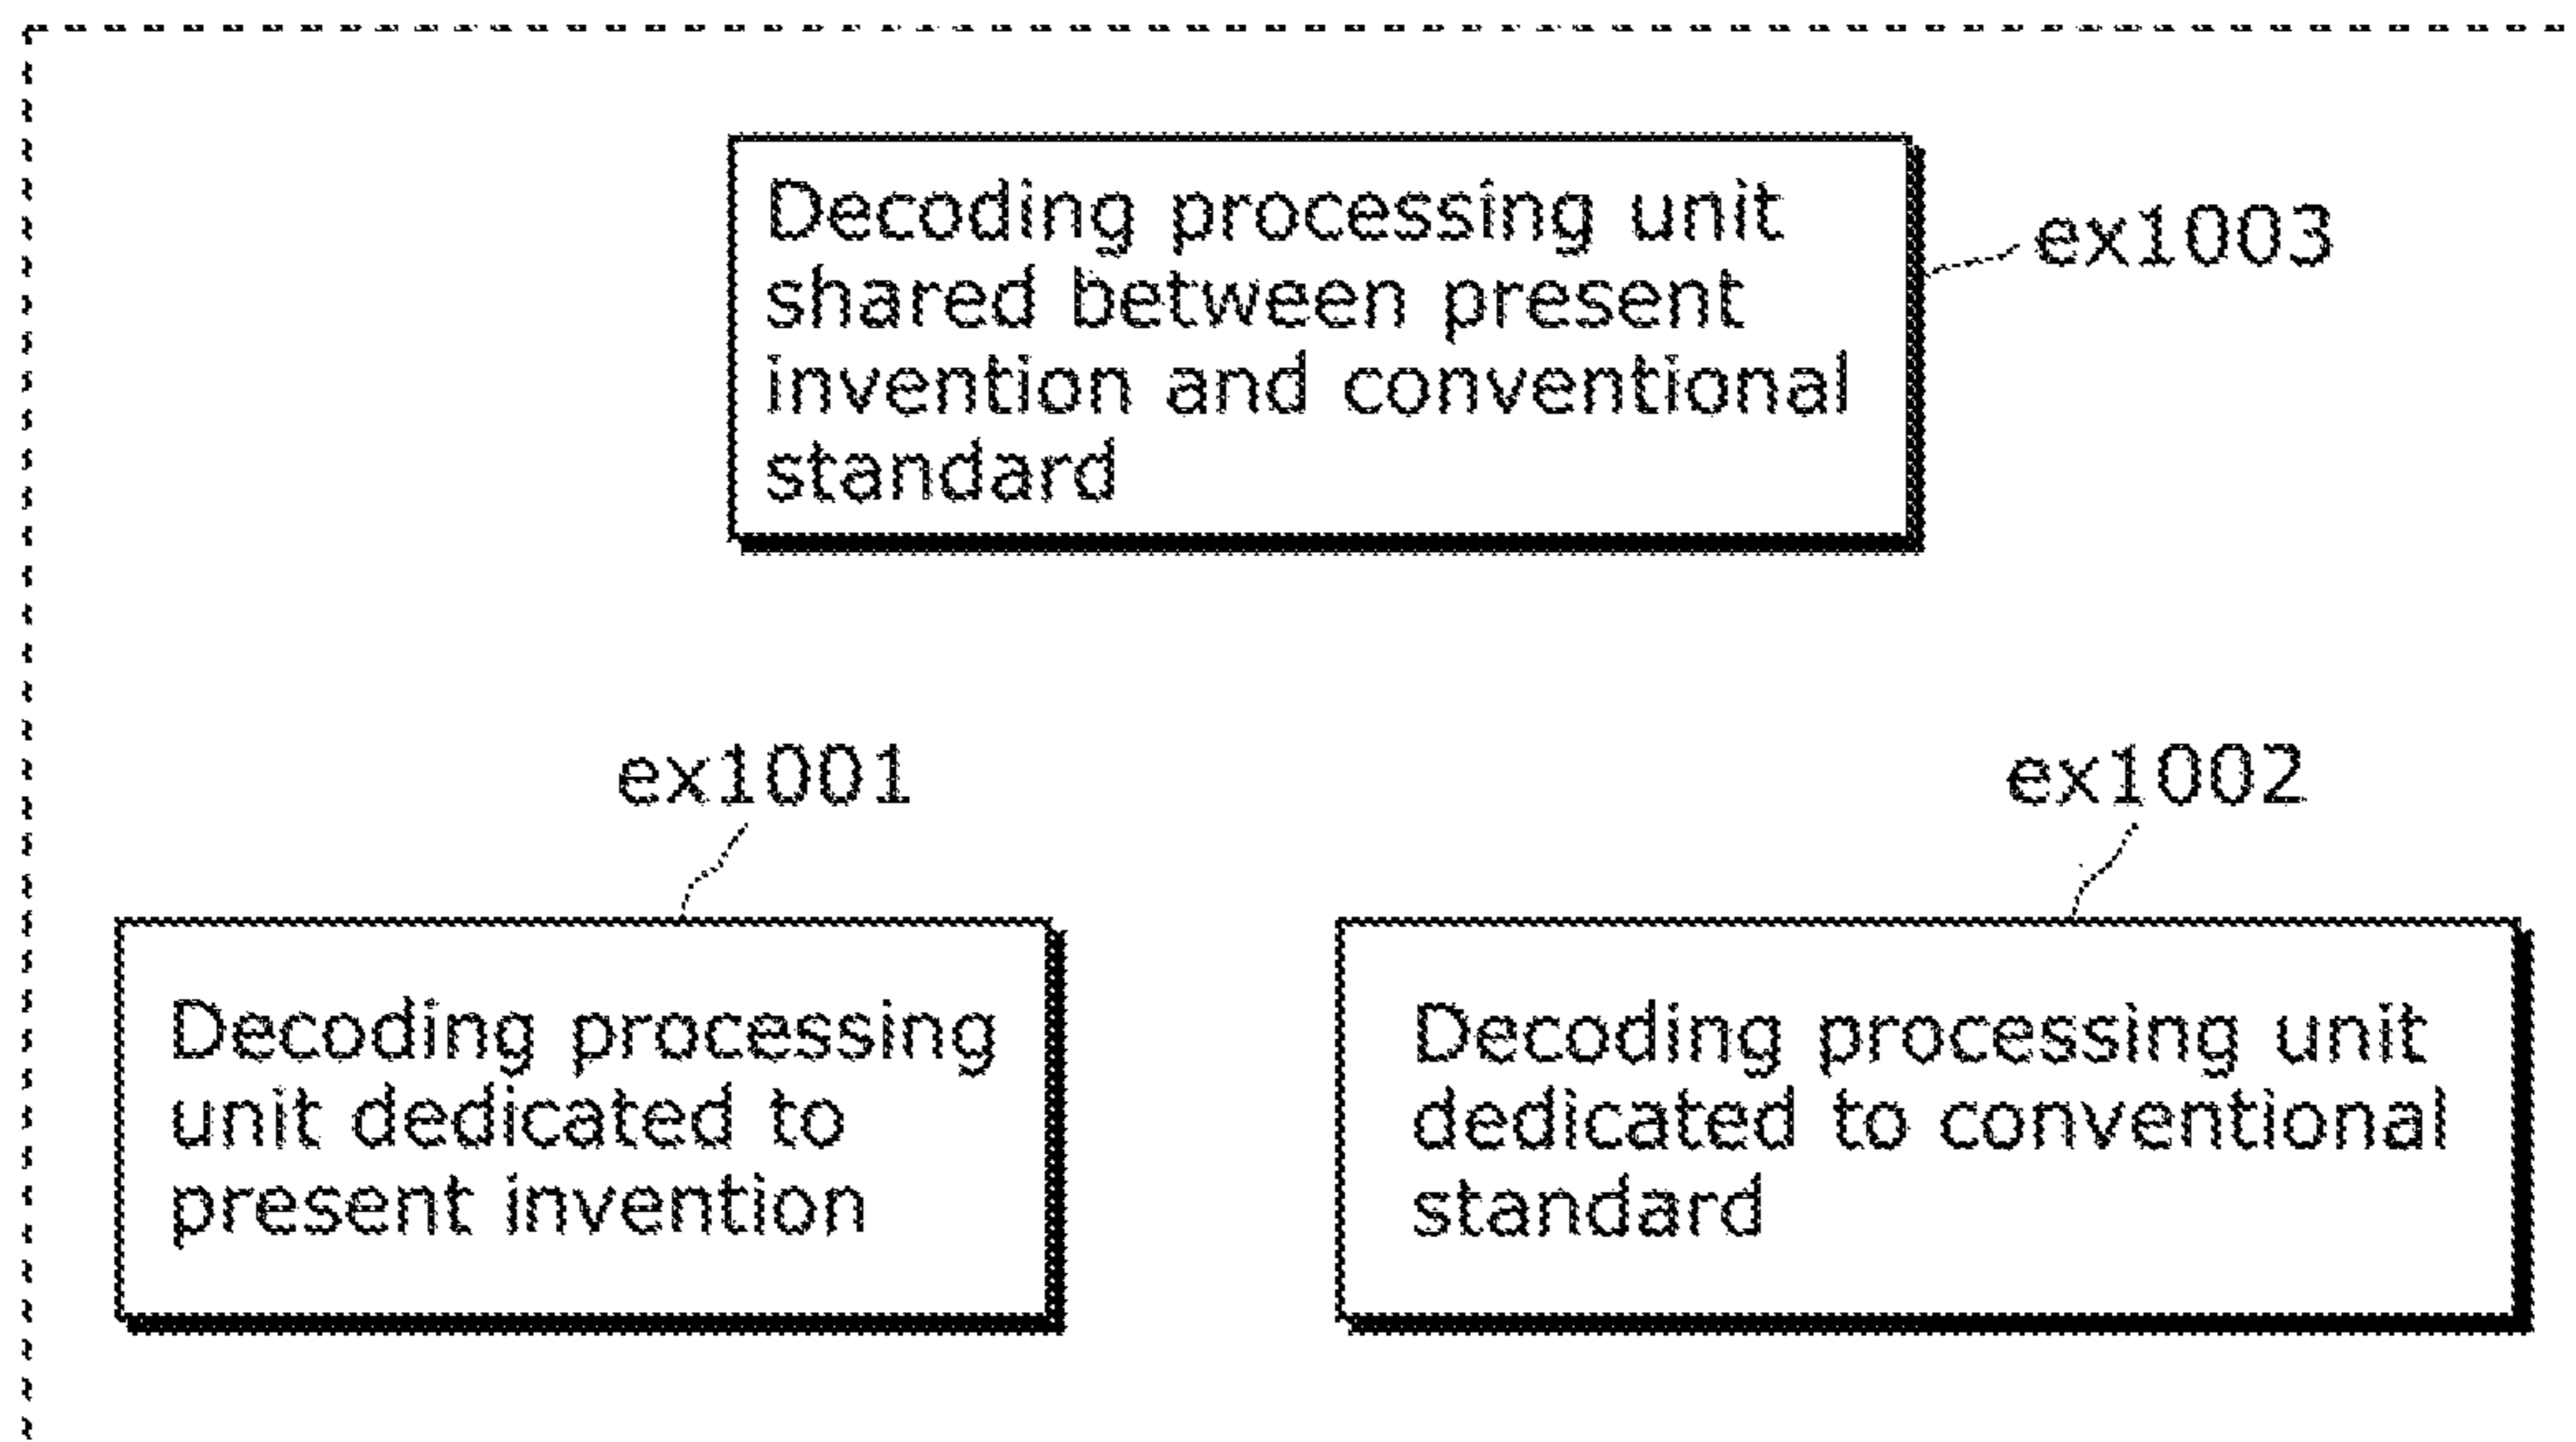 Decoding processing unit
shared between present
invention and conventional
standard
ex1003
ex1001
ex1002
Decoding processing
unit dedicated to
present invention
Decoding processing unit
dedicated to conventional
standard